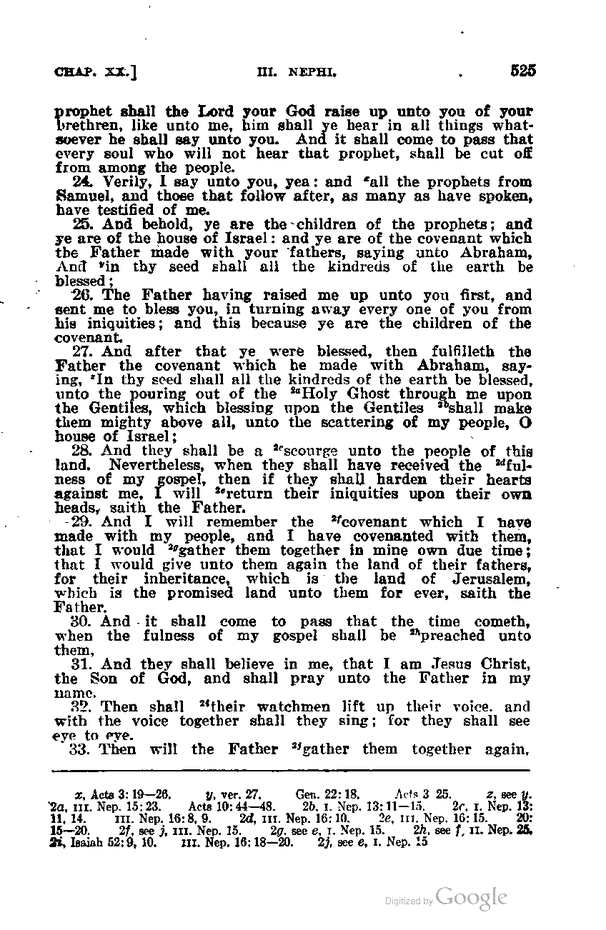 CHAP. XX.] III. NEPHI. 525
prophet shall the Lord your God raise up unto you of your
brethren, like unto me, him shall ye hear in all things what-
soever he shall say unto you. And it shall come to pass that
every soul who will not hear that prophet, shall be cut off
from among the people.
24. Verily, I say unto you, yea: and ˣall the prophets from
Samuel, and those that follow after, as many as have spoken,
have testified of me.
25. And behold, ye are the children of the prophets; and
ye are of the house of Israel: and ye are of the covenant which
the Father made with your fathers, saying unto Abraham,
And ʸin thy seed shall all the kindreds of the earth be
blessed;
26. The Father having raised me up unto you first, and
sent me to bless you, in turning away every one of you from
his iniquities; and this because ye are the children of the
covenant.
27. And after that ye were blessed, then fulfilleth the
Father the covenant which he made with Abraham, say-
ing, ᶻIn thy seed shall all the kindreds of the earth be blessed,
unto the pouring out of the ²ᵃHoly Ghost through me upon
the Gentiles, which blessing upon the Gentiles ²ᵇshall make
them mighty above all, unto the scattering of my people, O
house of Israel;
28. And they shall be a ²ᶜscourge unto the people of this
land. Nevertheless, when they shall have received the ²ᵈful-
ness of my gospel, then if they shall harden their hearts
against me, I will ²ᵉreturn their iniquities upon their own
heads, saith the Father.
29. And I will remember the ²ᶠcovenant which I have
made with my people, and I have covenanted with them,
that I would ²ᵍgather them together in mine own due time;
that I would give unto them again the land of their fathers,
for their inheritance, which is the land of Jerusalem,
which is the promised land unto them for ever, saith the
Father.
30. And it shall come to pass that the time cometh,
when the fulness of my gospel shall be ²ʰpreached unto
them,
31. And they shall believe in me, that I am Jesus Christ,
the Son of God, and shall pray unto the Father in my
name.
32. Then shall ²ⁱtheir watchmen lift up their voice, and
with the voice together shall they sing; for they shall see
eye to eye.
33. Then will the Father ²ʲgather them together again,
x, Acts 3:19—26. y, ver. 27. Gen. 22:18. Acts 3 25. z, see y.
2a, III. Nep. 15:23. Acts 10:44—48. 2b, I. Nep. 13:11—15. 2c, I. Nep. 13:
11, 14. III. Nep. 16:8, 9. 2d, III. Nep. 16:10. 2e, III. Nep. 16:15. 20:
15—20. 2f, see j, III. Nep. 15. 2g, see e, I. Nep. 15. 2h, see f, II. Nep. 25.
2i, Isaiah 52:9, 10. III. Nep. 16:18—20. 2j, see e, I. Nep. 15
Digitized by Google